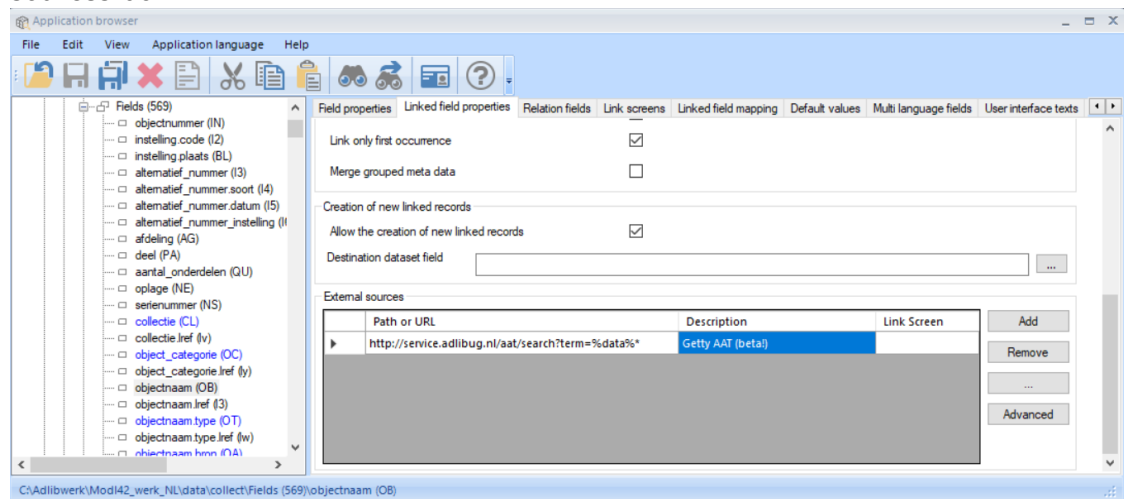 Application browser
File Edit View Application language Help
Fields (569)
objectnummer (IN)
instelling.code (I2)
instelling.plaats (BL)
alternatief_nummer (I3)
alternatief_nummer.soort (I4)
alternatief_nummer.datum (I5)
alternatief_nummer_instelling (I
afdeling (AG)
deel (PA)
aantal_onderdelen (QU)
oplage (NE)
serienummer (NS)
collectie (CL)
collectie.lref (lv)
object_categorie (OC)
object_categorie.lref (ly)
objectnaam (OB)
objectnaam.lref (l3)
objectnaam.type (OT)
objectnaam.type.lref (lw)
objectnaam.bron (OA)
Field properties Linked field properties Relation fields Link screens Linked field mapping Default values Multi language fields User interface texts
Link only first occurrence
Merge grouped meta data
Creation of new linked records
Allow the creation of new linked records
Destination dataset field ...
External sources
Path or URL Description Link Screen
http://service.adlibug.nl/aat/search?term=%data%* Getty AAT (beta!)
Add
Remove
...
Advanced
C:\Adlibwerk\Modl42_werk_NL\data\collect\Fields (569)\objectnaam (OB)